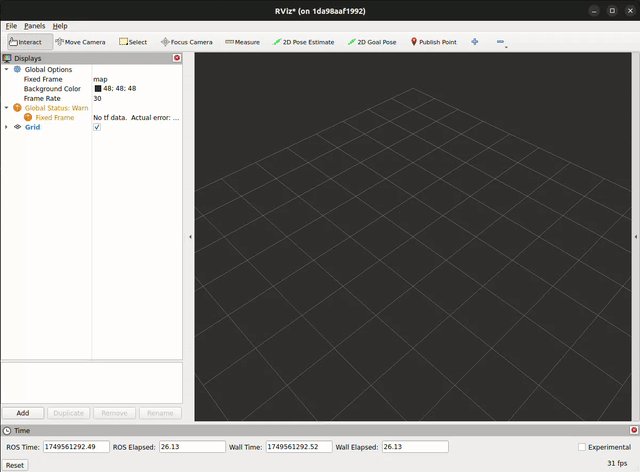 RViz* (on 1da98aaf1992)
File Panels Help
Interact Move Camera Select Focus Camera Measure 2D Pose Estimate 2D Goal Pose Publish Point
Displays
Global Options
Fixed Frame map
Background Color 48; 48; 48
Frame Rate 30
Global Status: Warn
Fixed Frame No tf data. Actual error: ...
Grid
Add Duplicate Remove Rename
Time
ROS Time: 1749561292.49 ROS Elapsed: 26.13 Wall Time: 1749561292.52 Wall Elapsed: 26.13 Experimental
Reset 31 fps